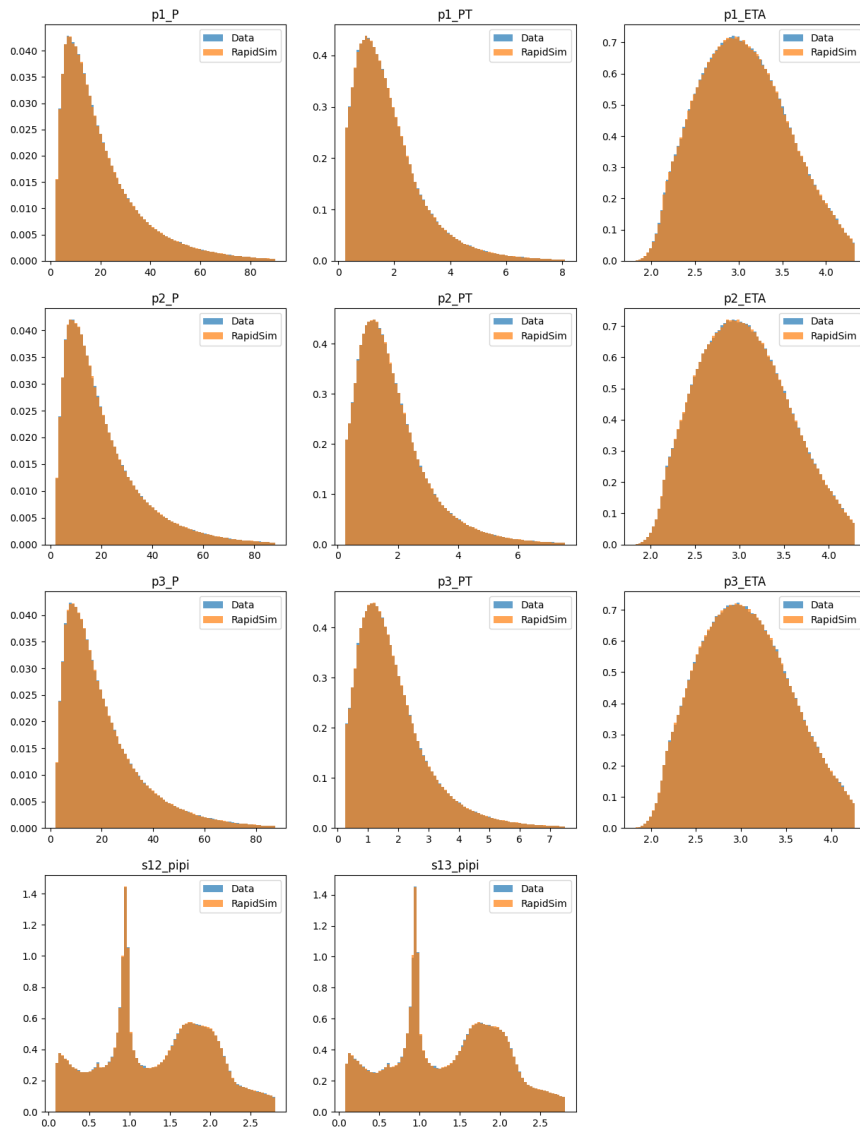 p1_P
p1_PT
p1_ETA
Data
RapidSim
Data
RapidSim
Data
RapidSim
0.040
0.035
0.030
0.025
0.020
0.015
0.010
0.005
0.000
0 20 40 60 80
0.4
0.3
0.2
0.1
0.0
0 2 4 6 8
0.7
0.6
0.5
0.4
0.3
0.2
0.1
0.0
2.0 2.5 3.0 3.5 4.0
p2_P
p2_PT
p2_ETA
Data
RapidSim
Data
RapidSim
Data
RapidSim
0.040
0.035
0.030
0.025
0.020
0.015
0.010
0.005
0.000
0 20 40 60 80
0.4
0.3
0.2
0.1
0.0
0 2 4 6
0.7
0.6
0.5
0.4
0.3
0.2
0.1
0.0
2.0 2.5 3.0 3.5 4.0
p3_P
p3_PT
p3_ETA
Data
RapidSim
Data
RapidSim
Data
RapidSim
0.040
0.035
0.030
0.025
0.020
0.015
0.010
0.005
0.000
0 20 40 60 80
0.4
0.3
0.2
0.1
0.0
0 1 2 3 4 5 6 7
0.7
0.6
0.5
0.4
0.3
0.2
0.1
0.0
2.0 2.5 3.0 3.5 4.0
s12_pipi
s13_pipi
Data
RapidSim
Data
RapidSim
1.4
1.2
1.0
0.8
0.6
0.4
0.2
0.0
0.0 0.5 1.0 1.5 2.0 2.5
1.4
1.2
1.0
0.8
0.6
0.4
0.2
0.0
0.0 0.5 1.0 1.5 2.0 2.5